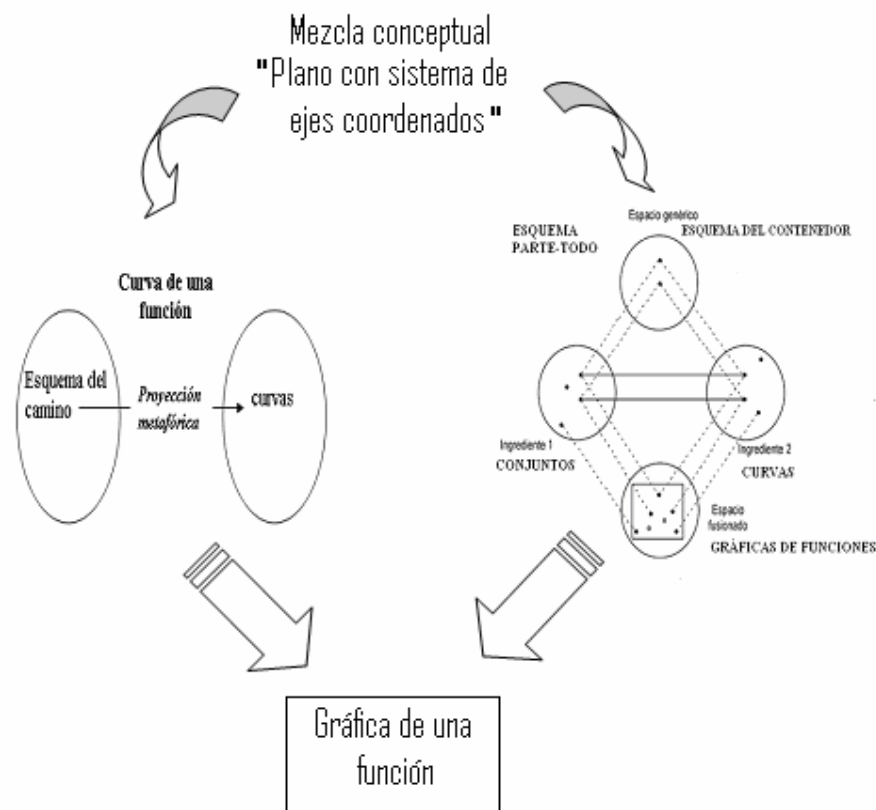 Mezcla conceptual
"Plano con sistema de
ejes coordenados"
Curva de una
función
Esquema del
camino
Proyección
metafórica
curvas
Espacio genérico
ESQUEMA
PARTE-TODO
ESQUEMA DEL CONTENEDOR
Ingrediente 1
CONJUNTOS
Ingrediente 2
CURVAS
Espacio
fusionado
GRÀFICAS DE FUNCIONES
Gráfica de una
función